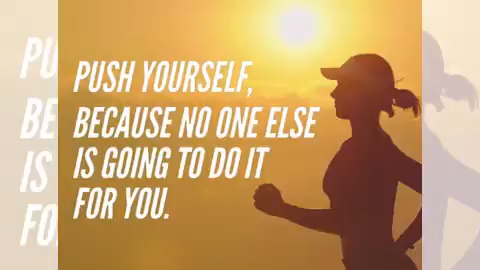 PUSH YOURSELF,
BECAUSE NO ONE ELSE
IS GOING TO DO IT
FOR YOU.